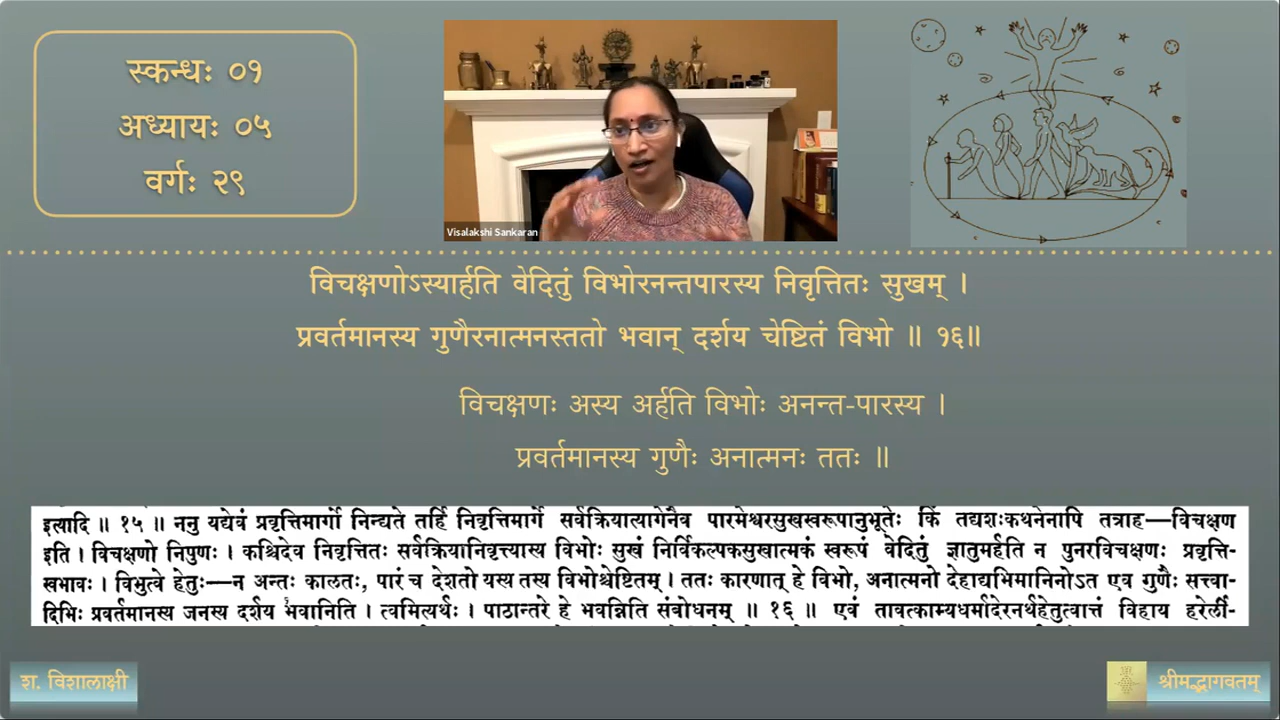 स्कन्धः ०१
अध्यायः ०५
वर्गः २९
Visalakshi Sankaran
विचक्षणोऽस्यार्हति वेदितुं विभोरनन्तपारस्य निवृत्तितः सुखम् ।
प्रवर्तमानस्य गुणैरनात्मनस्ततो भवान् दर्शय चेष्टितं विभो ॥ १६॥
विचक्षणः अस्य अर्हति विभोः अनन्त-पारस्य ।
प्रवर्तमानस्य गुणैः अनात्मनः ततः ॥
इत्यादि ॥ १५ ॥ ननु यद्येवं प्रवृत्तिमार्गो निन्द्यते तर्हि निवृत्तिमार्गे सर्वक्रियात्यागेनैव पारमेश्वरसुखस्वरूपानुभूतेः किं तद्यशःकथनेनापि तत्राह—विचक्षण
इति । विचक्षणो निपुणः । कश्चिदेव निवृत्तितः सर्वक्रियानिवृत्त्यास्य विभोः सुखं निर्विकल्पकसुखात्मकं स्वरूपं वेदितुं ज्ञातुमर्हति न पुनरविचक्षणः प्रवृत्ति-
स्वभावः । विभुत्वे हेतुः—न अन्तः कालतः, पारं च देशतो यस्य तस्य विभोश्चेष्टितम् । ततः कारणात् हे विभो, अनात्मनो देहाद्यभिमानिनोऽत एव गुणैः सत्त्वा-
दिभिः प्रवर्तमानस्य जनस्य दर्शय भवानिति । त्वमित्यर्थः । पाठान्तरे हे भवन्निति संबोधनम् ॥ १६ ॥ एवं तावत्काम्यधर्मादेरनर्थहेतुत्वात्तं विहाय हरेर्ली-
श. विशालाक्षी
श्रीमद्भागवतम्